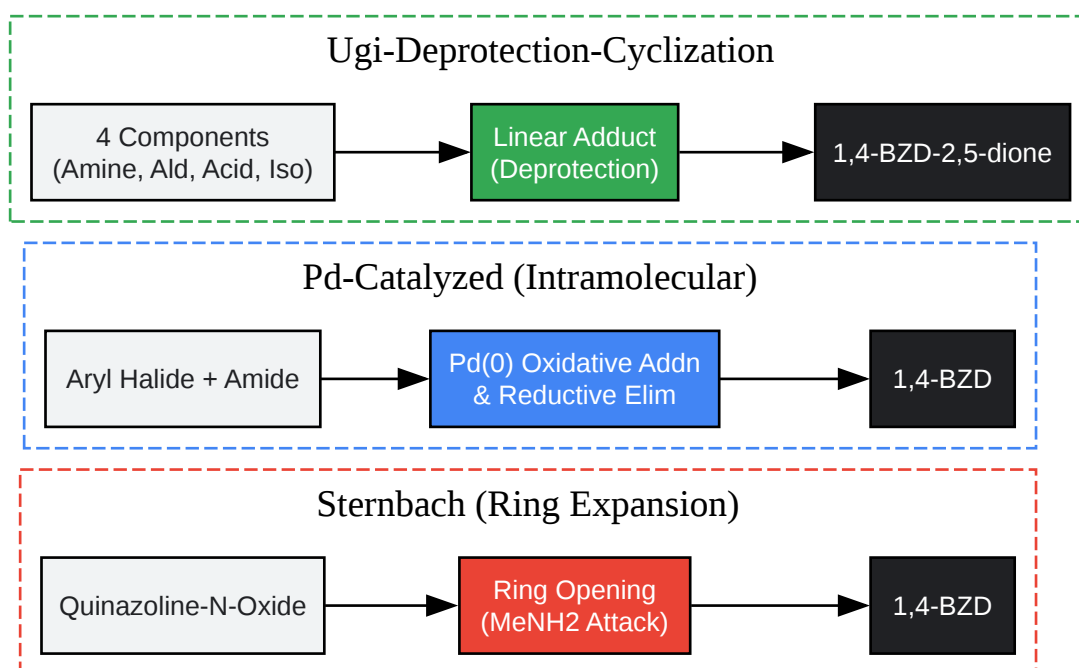 Ugi-Deprotection-Cyclization
4 Components
(Amine, Ald, Acid, Iso)
Linear Adduct
(Deprotection)
1,4-BZD-2,5-dione
Pd-Catalyzed (Intramolecular)
Aryl Halide + Amide
Pd(0) Oxidative Addn
& Reductive Elim
1,4-BZD
Sternbach (Ring Expansion)
Quinazoline-N-Oxide
Ring Opening
(MeNH2 Attack)
1,4-BZD